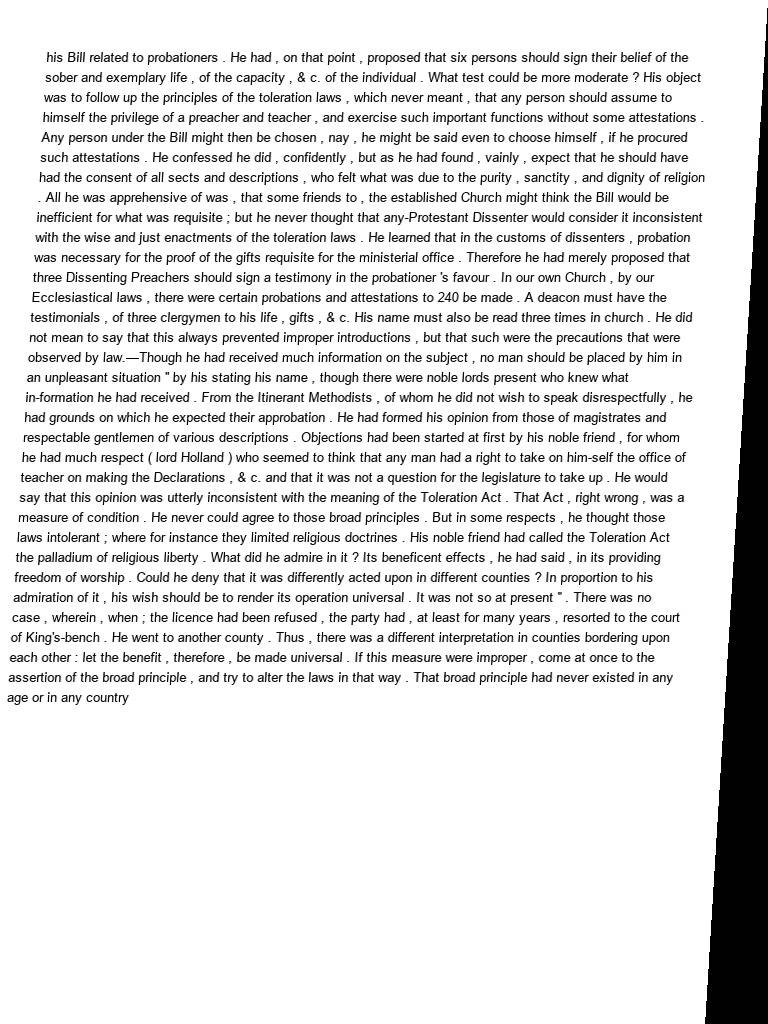 his Bill related to probationers . He had , on that point , proposed that six persons should sign their belief of the
sober and exemplary life , of the capacity , & c. of the individual . What test could be more moderate ? His object
was to follow up the principles of the toleration laws , which never meant , that any person should assume to
himself the privilege of a preacher and teacher , and exercise such important functions without some attestations .
Any person under the Bill might then be chosen , nay , he might be said even to choose himself , if he procured
such attestations . He confessed he did , confidently , but as he had found , vainly , expect that he should have
had the consent of all sects and descriptions , who felt what was due to the purity , sanctity , and dignity of religion
. All he was apprehensive of was , that some friends to , the established Church might think the Bill would be
inefficient for what was requisite ; but he never thought that any-Protestant Dissenter would consider it inconsistent
with the wise and just enactments of the toleration laws . He learned that in the customs of dissenters , probation
was necessary for the proof of the gifts requisite for the ministerial office . Therefore he had merely proposed that
three Dissenting Preachers should sign a testimony in the probationer 's favour . In our own Church , by our
Ecclesiastical laws , there were certain probations and attestations to 240 be made . A deacon must have the
testimonials , of three clergymen to his life , gifts , & c. His name must also be read three times in church . He did
not mean to say that this always prevented improper introductions , but that such were the precautions that were
observed by law.—Though he had received much information on the subject , no man should be placed by him in
an unpleasant situation " by his stating his name , though there were noble lords present who knew what
in-formation he had received . From the Itinerant Methodists , of whom he did not wish to speak disrespectfully , he
had grounds on which he expected their approbation . He had formed his opinion from those of magistrates and
respectable gentlemen of various descriptions . Objections had been started at first by his noble friend , for whom
he had much respect ( lord Holland ) who seemed to think that any man had a right to take on him-self the office of
teacher on making the Declarations , & c. and that it was not a question for the legislature to take up . He would
say that this opinion was utterly inconsistent with the meaning of the Toleration Act . That Act , right wrong , was a
measure of condition . He never could agree to those broad principles . But in some respects , he thought those
laws intolerant ; where for instance they limited religious doctrines . His noble friend had called the Toleration Act
the palladium of religious liberty . What did he admire in it ? Its beneficent effects , he had said , in its providing
freedom of worship . Could he deny that it was differently acted upon in different counties ? In proportion to his
admiration of it , his wish should be to render its operation universal . It was not so at present " . There was no
case , wherein , when ; the licence had been refused , the party had , at least for many years , resorted to the court
of King's-bench . He went to another county . Thus , there was a different interpretation in counties bordering upon
each other : let the benefit , therefore , be made universal . If this measure were improper , come at once to the
assertion of the broad principle , and try to alter the laws in that way . That broad principle had never existed in any
age or in any country